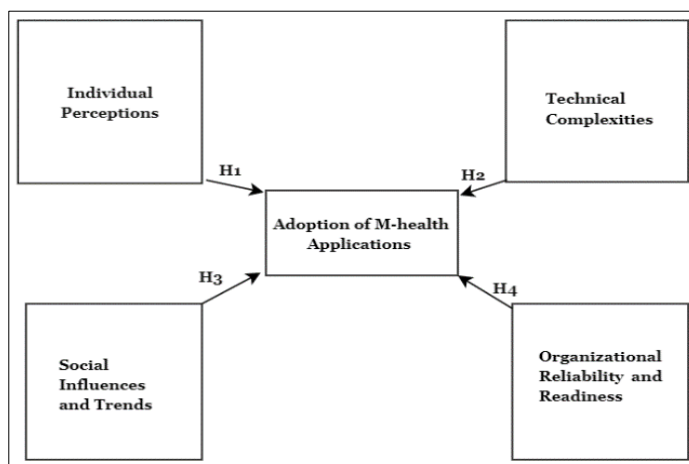 Individual
Perceptions
Technical
Complexities
H1
H2
Adoption of M-health
Applications
H3
H4
Social
Influences
and Trends
Organizational
Reliability and
Readiness